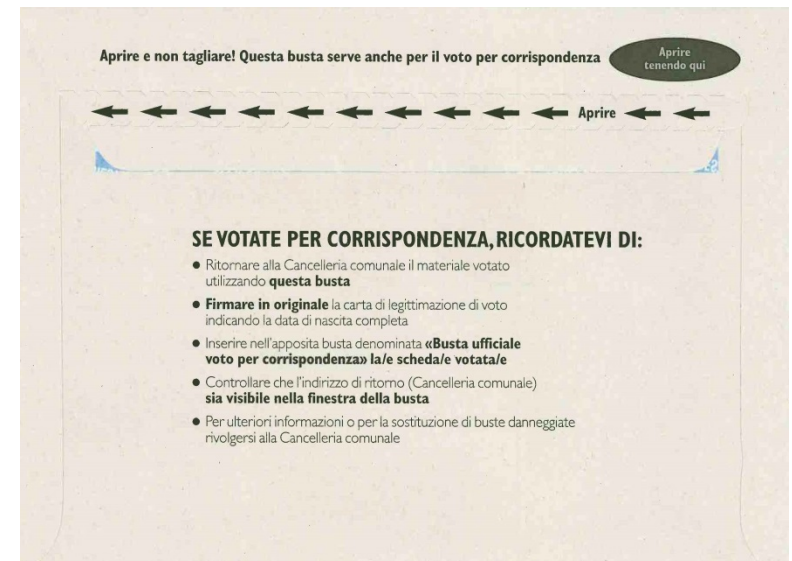 Aprire e non tagliare! Questa busta serve anche per il voto per corrispondenza
Aprire
tenendo qui
Aprire
SE VOTATE PER CORRISPONDENZA, RICORDATEVI DI:
● Ritornare alla Cancelleria comunale il materiale votato
utilizzando questa busta
● Firmare in originale la carta di legittimazione di voto
indicando la data di nascita completa
● Inserire nell'apposita busta denominata «Busta ufficiale
voto per corrispondenza» la/e scheda/e votata/e
● Controllare che l'indirizzo di ritorno (Cancelleria comunale)
sia visibile nella finestra della busta
● Per ulteriori informazioni o per la sostituzione di buste danneggiate
rivolgersi alla Cancelleria comunale